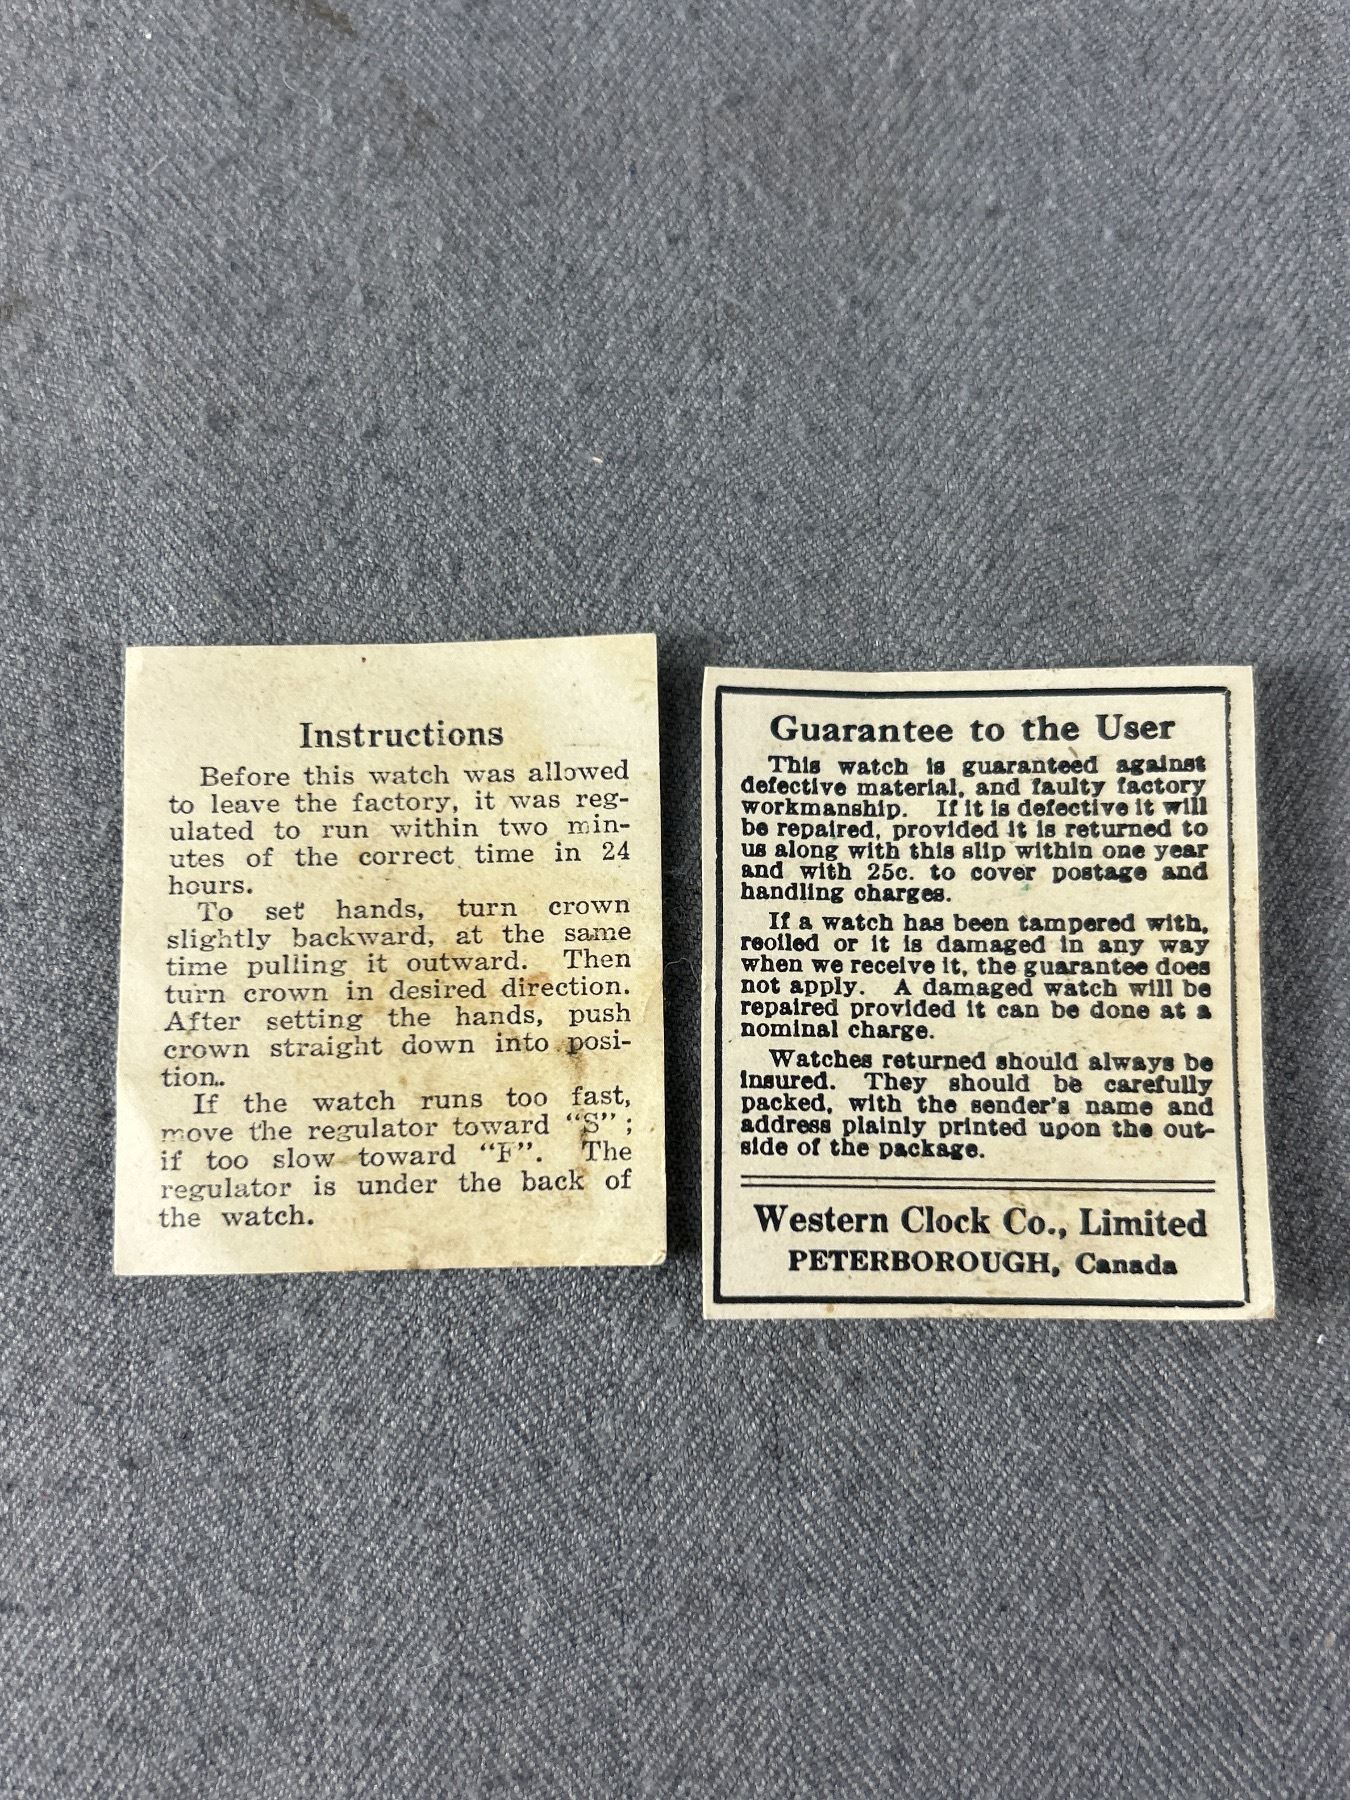 Instructions
Before this watch was allowed
to leave the factory, it was reg-
ulated to run within two min-
utes of the correct time in 24
hours.
To set hands, turn crown
slightly backward, at the same
time pulling it outward. Then
turn crown in desired direction.
After setting the hands, push
crown straight down into posi-
tion.
If the watch runs too fast,
move the regulator toward "S";
if too slow toward "F". The
regulator is under the back of
the watch.
Guarantee to the User
This watch is guaranteed against
defective material, and faulty factory
workmanship. If it is defective it will
be repaired, provided it is returned to
us along with this slip within one year
and with 25c. to cover postage and
handling charges.
If a watch has been tampered with,
reoiled or it is damaged in any way
when we receive it, the guarantee does
not apply. A damaged watch will be
repaired provided it can be done at a
nominal charge.
Watches returned should always be
insured. They should be carefully
packed, with the sender's name and
address plainly printed upon the out-
side of the package.
Western Clock Co., Limited
PETERBOROUGH, Canada